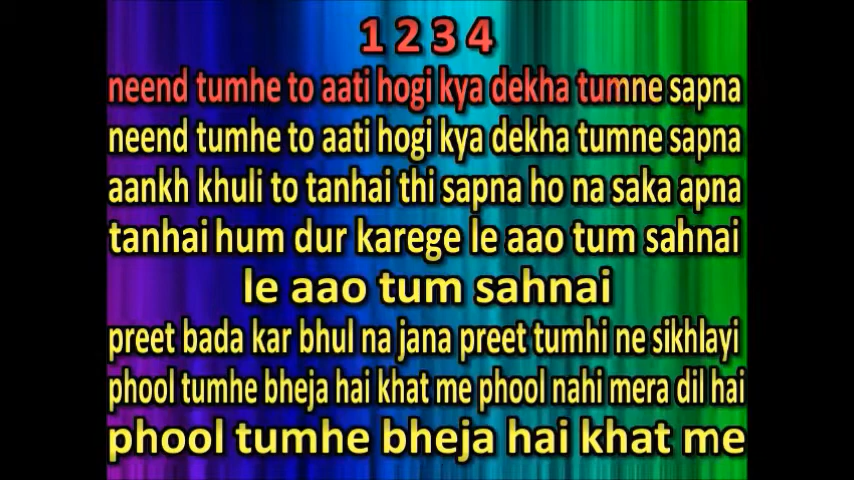 1 2 3 4
neend tumhe to aati hogi kya dekha tumne sapna
neend tumhe to aati hogi kya dekha tumne sapna
aankh khuli to tanhai thi sapna ho na saka apna
tanhai hum dur karege le aao tum sahnai
le aao tum sahnai
preet bada kar bhul na jana preet tumhi ne sikhlayi
phool tumhe bheja hai khat me phool nahi mera dil hai
phool tumhe bheja hai khat me